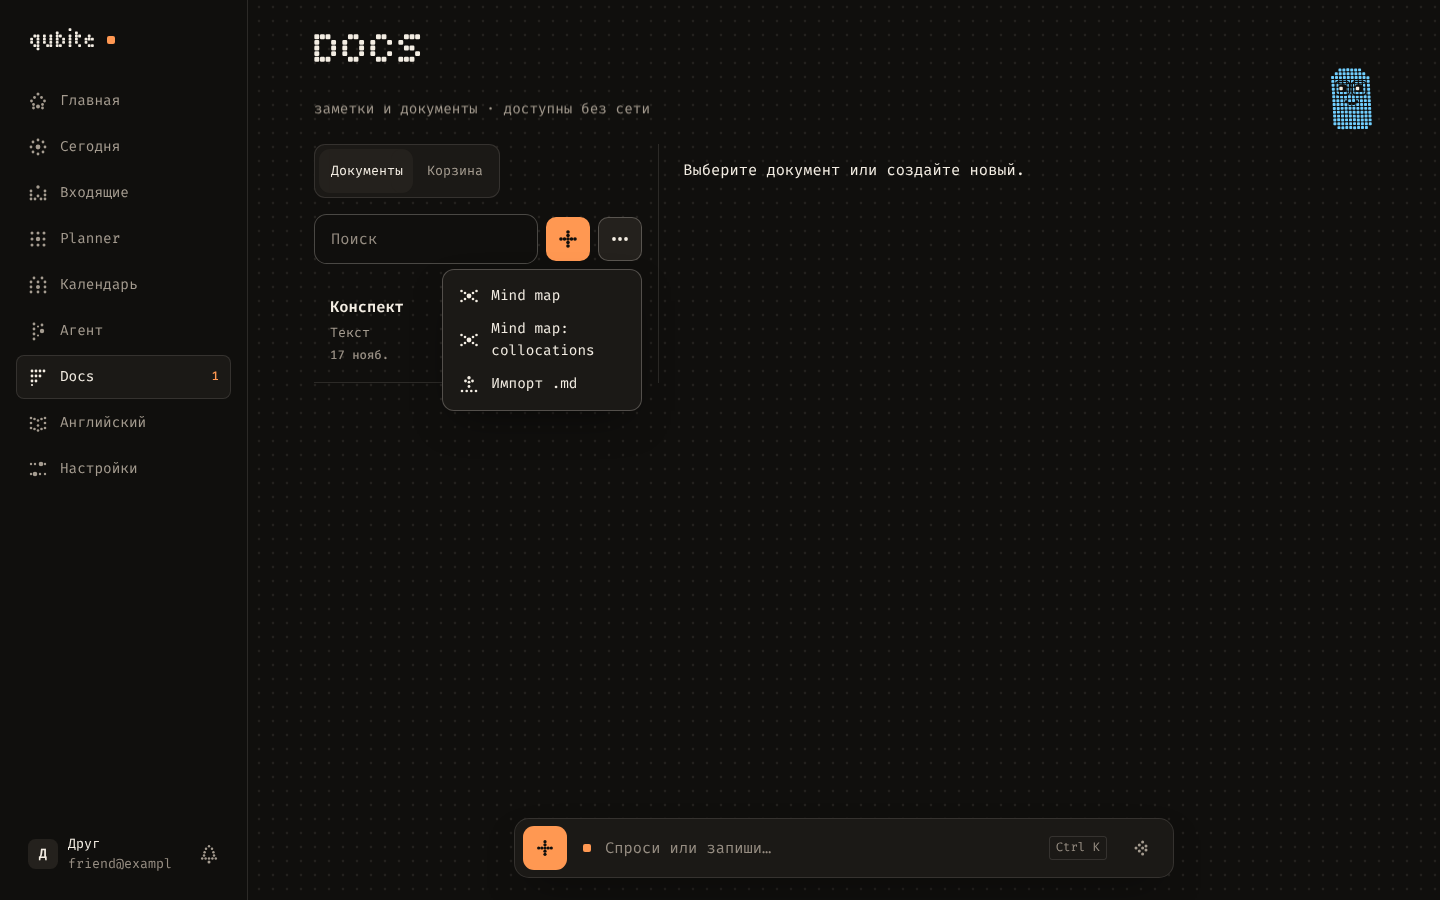 qubite
Главная
Сегодня
Входящие
Planner
Календарь
Агент
Docs 1
Английский
Настройки
Д
Друг
friend@exampl
DOCS
заметки и документы · доступны без сети
Документы Корзина
Поиск
Конспект
Текст
17 нояб.
Mind map
Mind map:
collocations
Импорт .md
Выберите документ или создайте новый.
Спроси или запиши…
Ctrl K